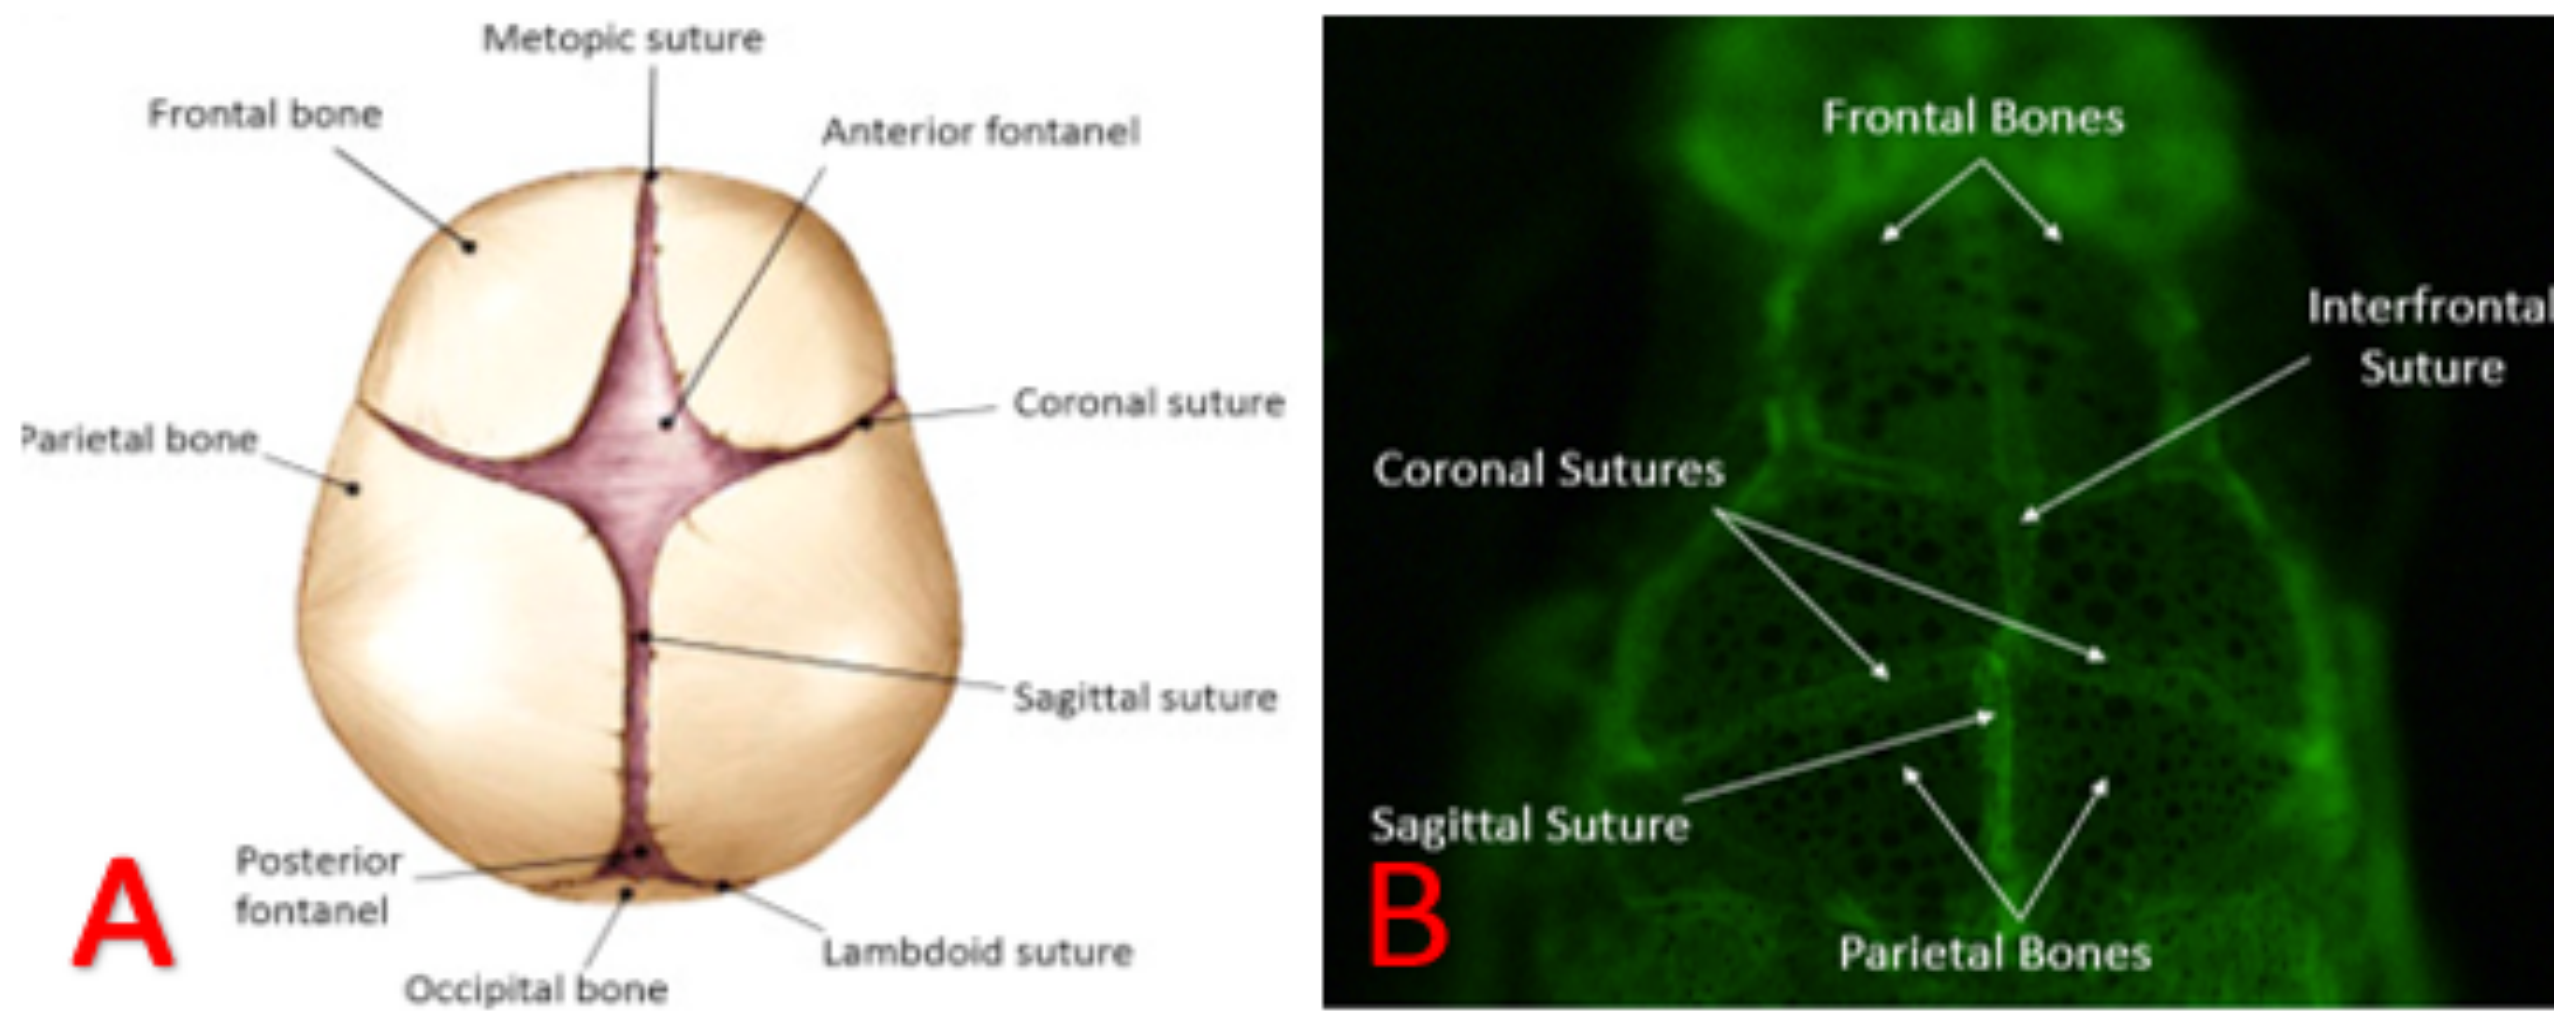 Metopic suture
Frontal bone
Anterior fontanel
Parietal bone
Coronal suture
Sagittal suture
Posterior
fontanel
Lambdoid suture
Occipital bone
A
Frontal Bones
Interfrontal
Suture
Coronal Sutures
Sagittal Suture
Parietal Bones
B